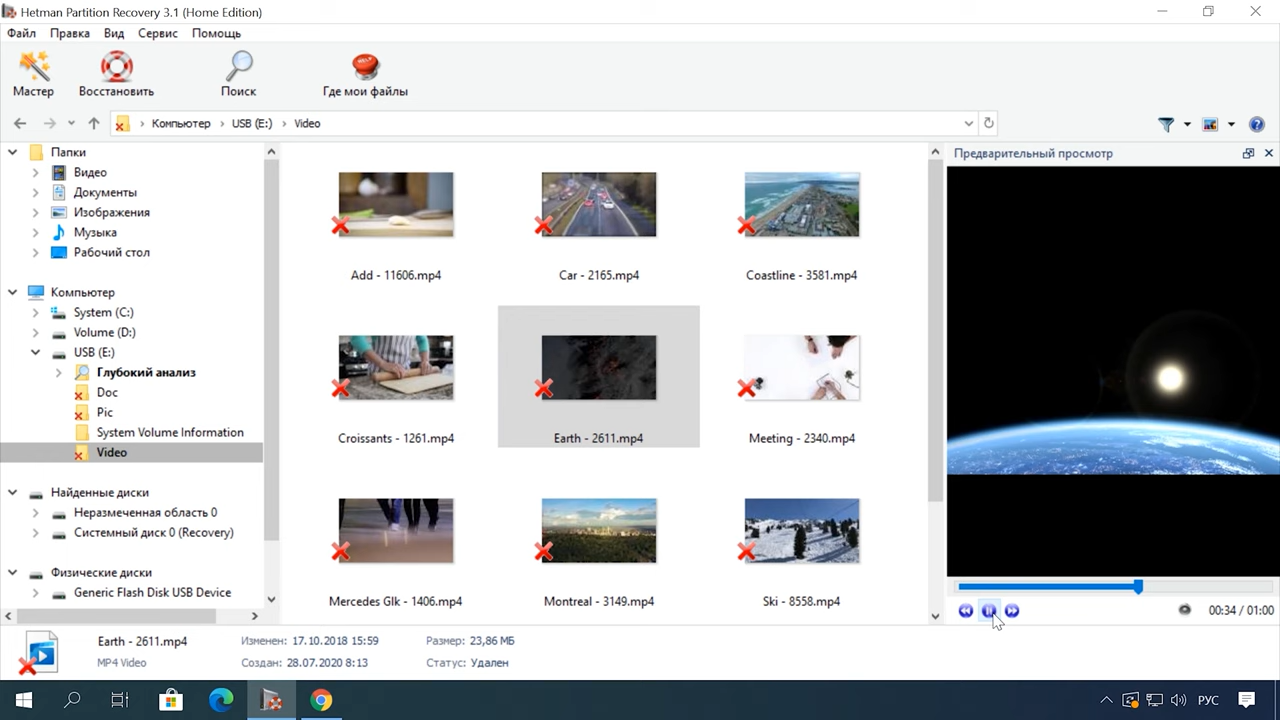 Hetman Partition Recovery 3.1 (Home Edition)
Файл Правка Вид Сервис Помощь
Мастер Восстановить Поиск Где мои файлы
Компьютер USB (E:) Video
Папки
Видео
Документы
Изображения
Музыка
Рабочий стол
Компьютер
System (C:)
Volume (D:)
USB (E:)
Глубокий анализ
Doc
Pic
System Volume Information
Video
Найденные диски
Неразмеченная область 0
Системный диск 0 (Recovery)
Физические диски
Generic Flash Disk USB Device
Add - 11606.mp4 Car - 2165.mp4 Coastline - 3581.mp4
Croissants - 1261.mp4 Earth - 2611.mp4 Meeting - 2340.mp4
Mercedes Glk - 1406.mp4 Montreal - 3149.mp4 Ski - 8558.mp4
Предварительный просмотр
00:34 / 01:00
Earth - 2611.mp4 Изменен: 17.10.2018 15:59 Размер: 23,86 МБ
MP4 Video Создан: 28.07.2020 8:13 Статус: Удален
РУС